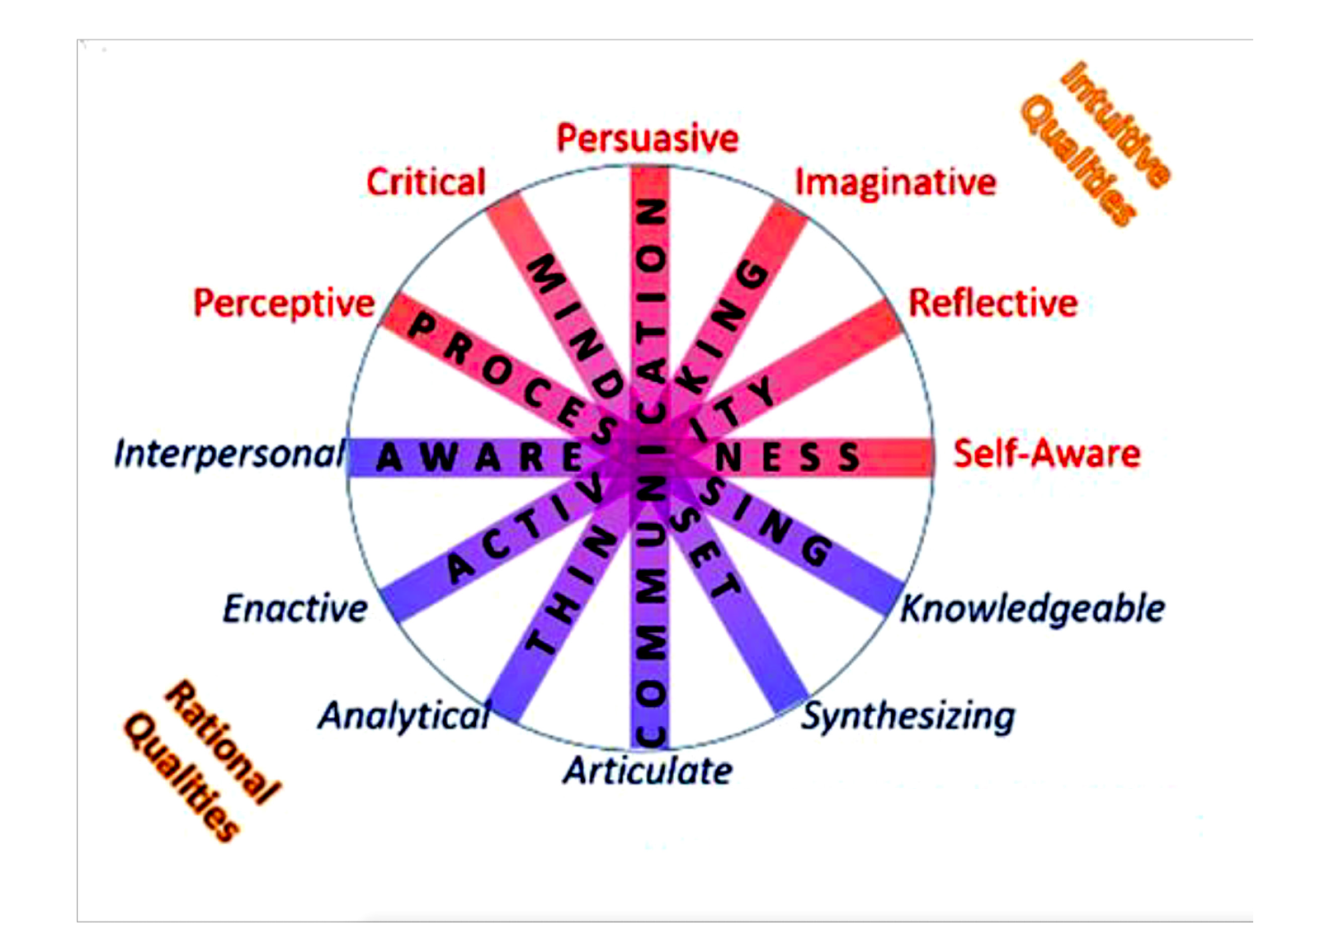 Intuitive
Qualities
Persuasive
Critical
Imaginative
Perceptive
Reflective
Interpersonal
Self-Aware
Enactive
Knowledgeable
Analytical
Synthesizing
Articulate
Rational
Qualities
COMMUNICATION
MINDSET
THINKING
PROCESSING
ACTIVITY
AWARENESS